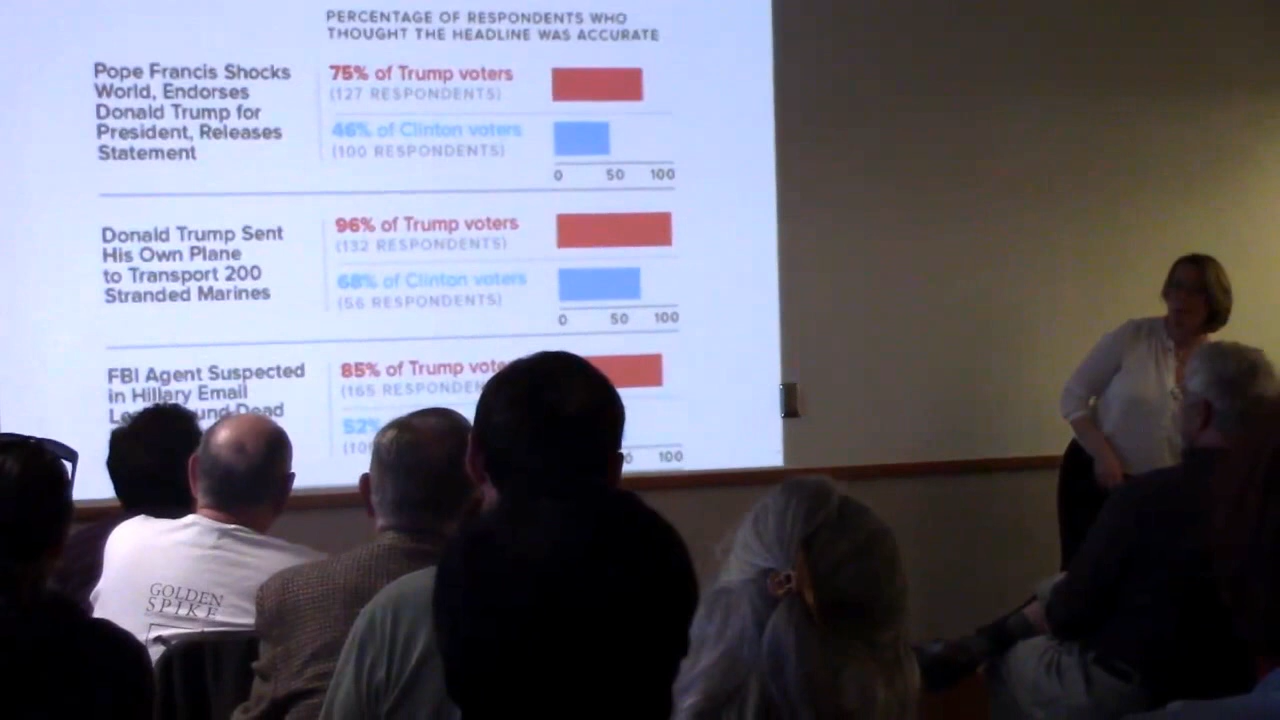 PERCENTAGE OF RESPONDENTS WHO
THOUGHT THE HEADLINE WAS ACCURATE
Pope Francis Shocks
World, Endorses
Donald Trump for
President, Releases
Statement
75% of Trump voters
(127 RESPONDENTS)
46% of Clinton voters
(100 RESPONDENTS)
0 50 100
Donald Trump Sent
His Own Plane
to Transport 200
Stranded Marines
96% of Trump voters
(132 RESPONDENTS)
68% of Clinton voters
(56 RESPONDENTS)
0 50 100
FBI Agent Suspected
in Hillary Email
Dead
85% of Trump
(165
52%
100
GOLDEN
SPIKE